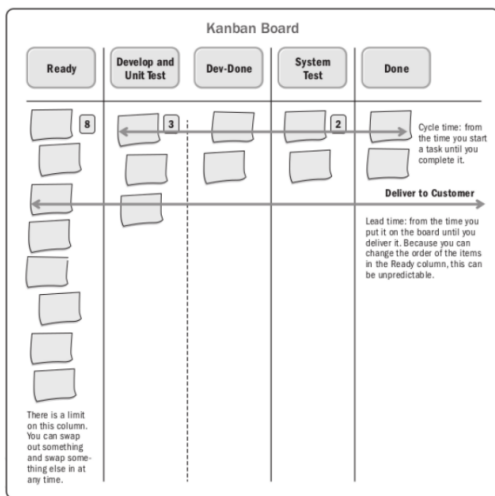 Kanban Board
Ready
Develop and
Unit Test
Dev-Done
System
Test
Done
8
3
2
Cycle time: from
the time you start
a task until you
complete it.
Deliver to Customer
Lead time: from the time you
put it on the board until you
deliver it. Because you can
change the order of the items
in the Ready column, this can
be unpredictable.
There is a limit
on this column.
You can swap
out something
and swap some-
thing else in at
any time.